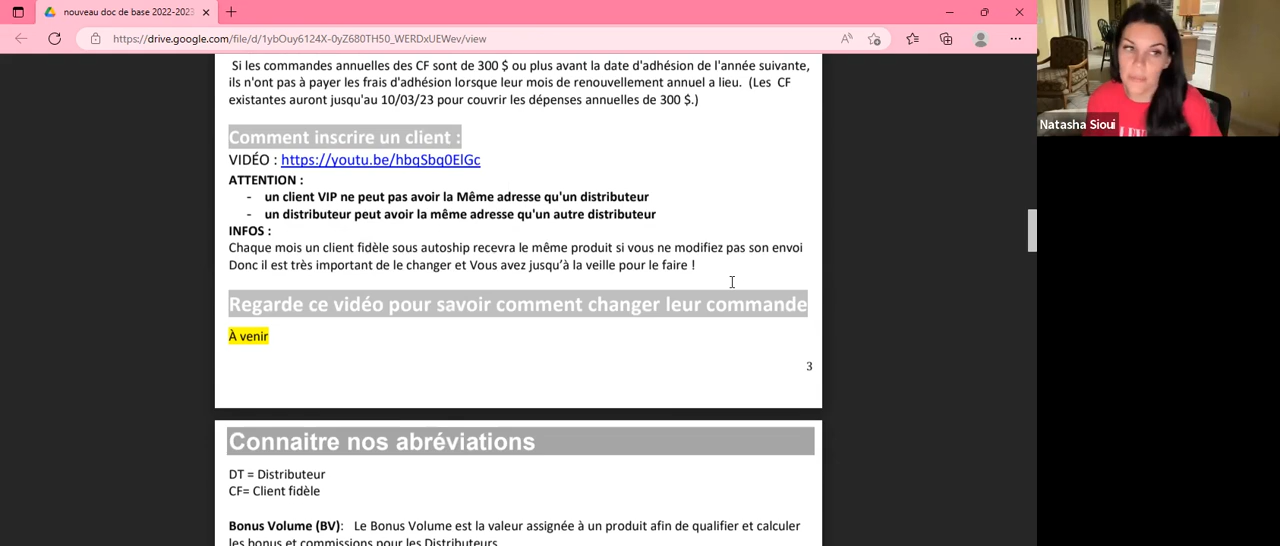 nouveau doc de base 2022-2023
https://drive.google.com/file/d/1ybOuy6124X-0yZ680TH50_WERDxUEWev/view
Si les commandes annuelles des CF sont de 300 $ ou plus avant la date d'adhésion de l'année suivante,
ils n'ont pas à payer les frais d'adhésion lorsque leur mois de renouvellement annuel a lieu. (Les CF
existantes auront jusqu'au 10/03/23 pour couvrir les dépenses annuelles de 300 $.)
Comment inscrire un client :
VIDÉO : https://youtu.be/hbqSbq0ElGc
ATTENTION :
- un client VIP ne peut pas avoir la Même adresse qu'un distributeur
- un distributeur peut avoir la même adresse qu'un autre distributeur
INFOS :
Chaque mois un client fidèle sous autoship recevra le même produit si vous ne modifiez pas son envoi
Donc il est très important de le changer et Vous avez jusqu'à la veille pour le faire !
Regarde ce vidéo pour savoir comment changer leur commande
À venir
3
Connaitre nos abréviations
DT = Distributeur
CF= Client fidèle
Bonus Volume (BV): Le Bonus Volume est la valeur assignée à un produit afin de qualifier et calculer
les bonus et commissions pour les Distributeurs.
Natasha Sioui